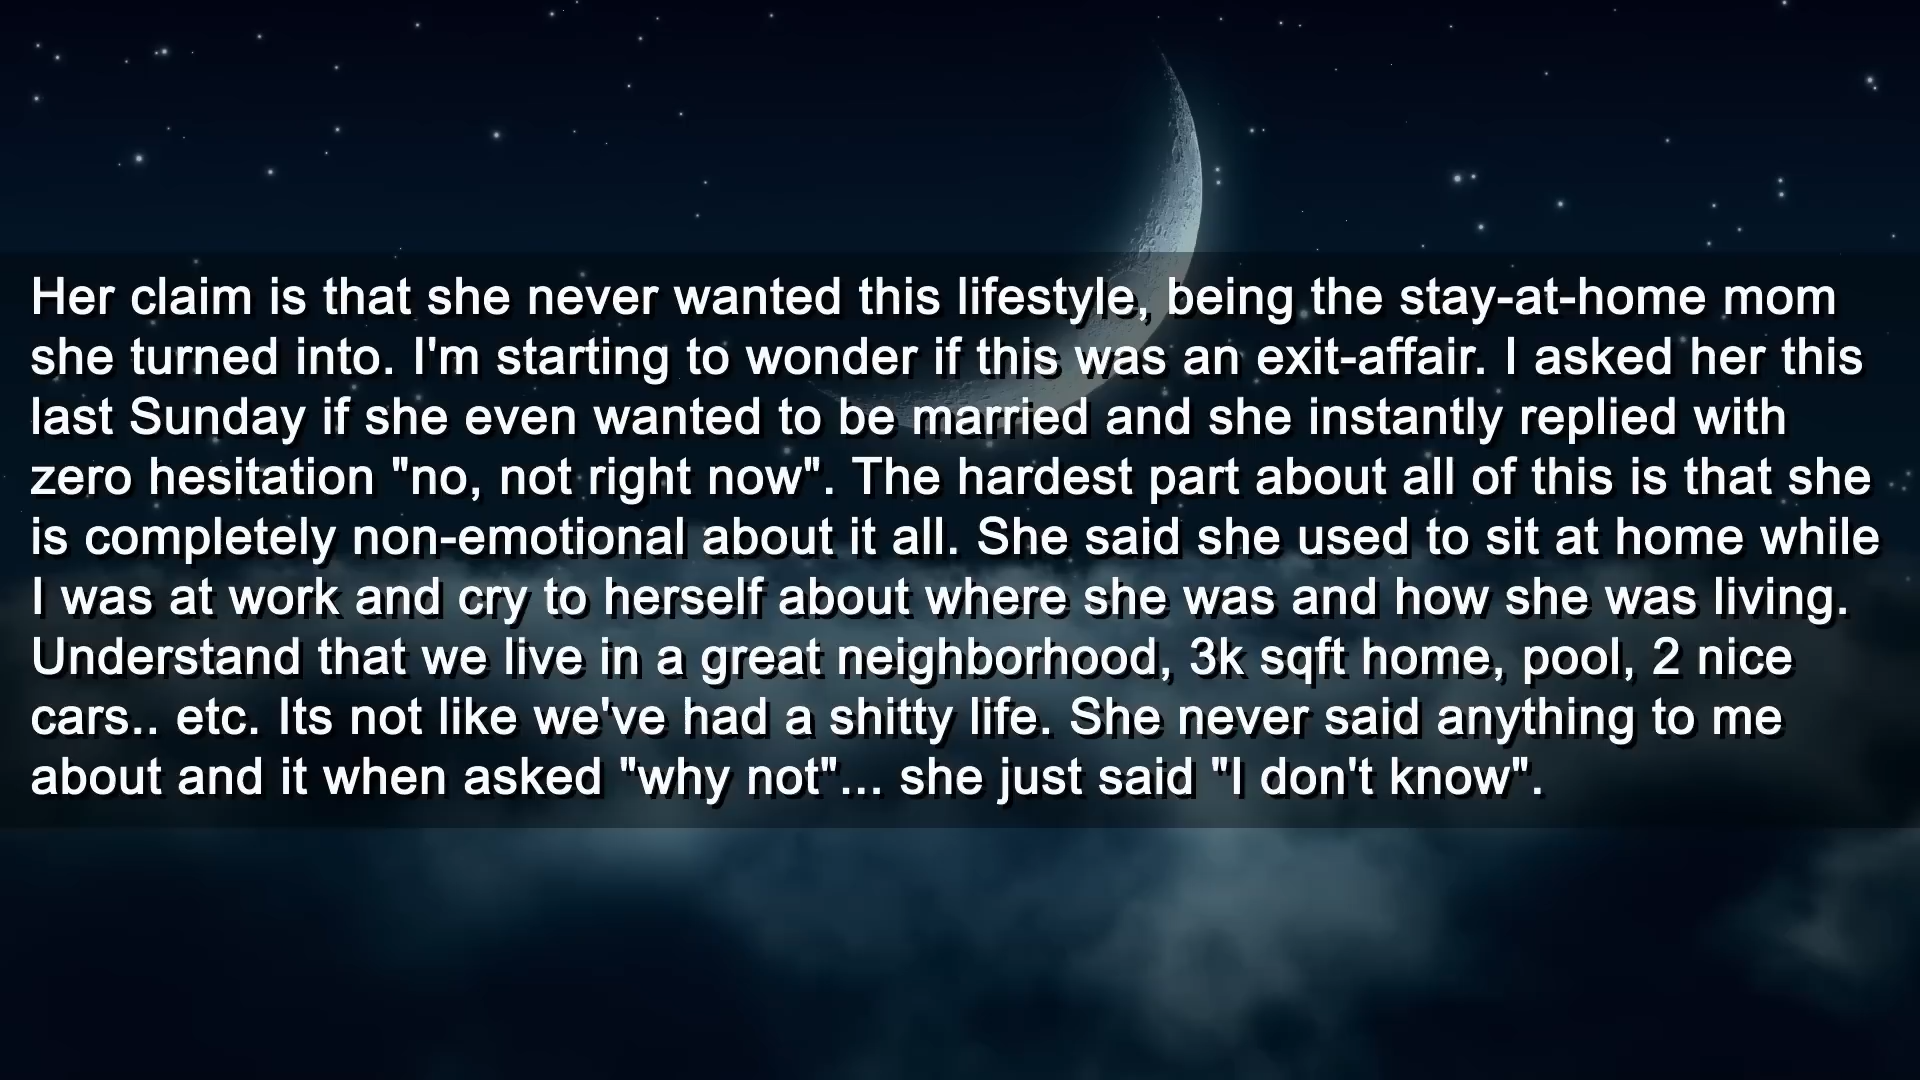 Her claim is that she never wanted this lifestyle, being the stay-at-home mom
she turned into. I'm starting to wonder if this was an exit-affair. I asked her this
last Sunday if she even wanted to be married and she instantly replied with
zero hesitation "no, not right now". The hardest part about all of this is that she
is completely non-emotional about it all. She said she used to sit at home while
I was at work and cry to herself about where she was and how she was living.
Understand that we live in a great neighborhood, 3k sqft home, pool, 2 nice
cars.. etc. Its not like we've had a shitty life. She never said anything to me
about and it when asked "why not"... she just said "I don't know".